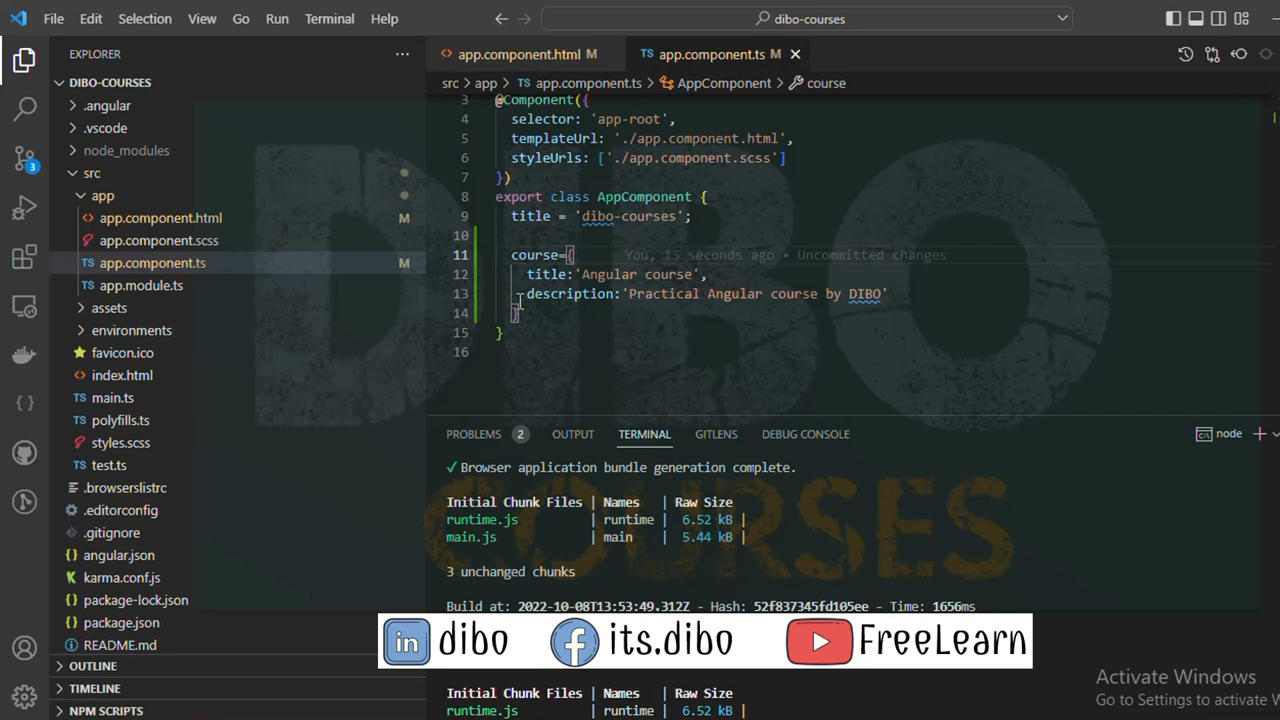 File Edit Selection View Go Run Terminal Help dibo-courses
EXPLORER
DIBO-COURSES
.angular
.vscode
node_modules
src
app
app.component.html M
app.component.scss
app.component.ts M
app.module.ts
assets
environments
favicon.ico
index.html
main.ts
polyfills.ts
styles.scss
test.ts
.browserslistrc
.editorconfig
.gitignore
angular.json
karma.conf.js
package-lock.json
package.json
README.md
OUTLINE
TIMELINE
NPM SCRIPTS
3
app.component.html M TS app.component.ts M
src > app > TS app.component.ts > AppComponent > course
3 @Component({
4 selector: 'app-root',
5 templateUrl: './app.component.html',
6 styleUrls: ['./app.component.scss']
7 })
8 export class AppComponent {
9 title = 'dibo-courses';
10
11 course={ You, 15 seconds ago • Uncommitted changes
12 title:'Angular course',
13 description:'Practical Angular course by DIBO'
14 }
15 }
16
DIBO
COURSES
PROBLEMS 2 OUTPUT TERMINAL GITLENS DEBUG CONSOLE node
✓ Browser application bundle generation complete.
Initial Chunk Files | Names | Raw Size
runtime.js | runtime | 6.52 kB |
main.js | main | 5.44 kB |
3 unchanged chunks
Build at: 2022-10-08T13:53:49.312Z - Hash: 52f837345fd105ee - Time: 1656ms
in dibo f its.dibo FreeLearn
Initial Chunk Files | Names | Raw Size
runtime.js | runtime | 6.52 kB |
Activate Windows
Go to Settings to activate W